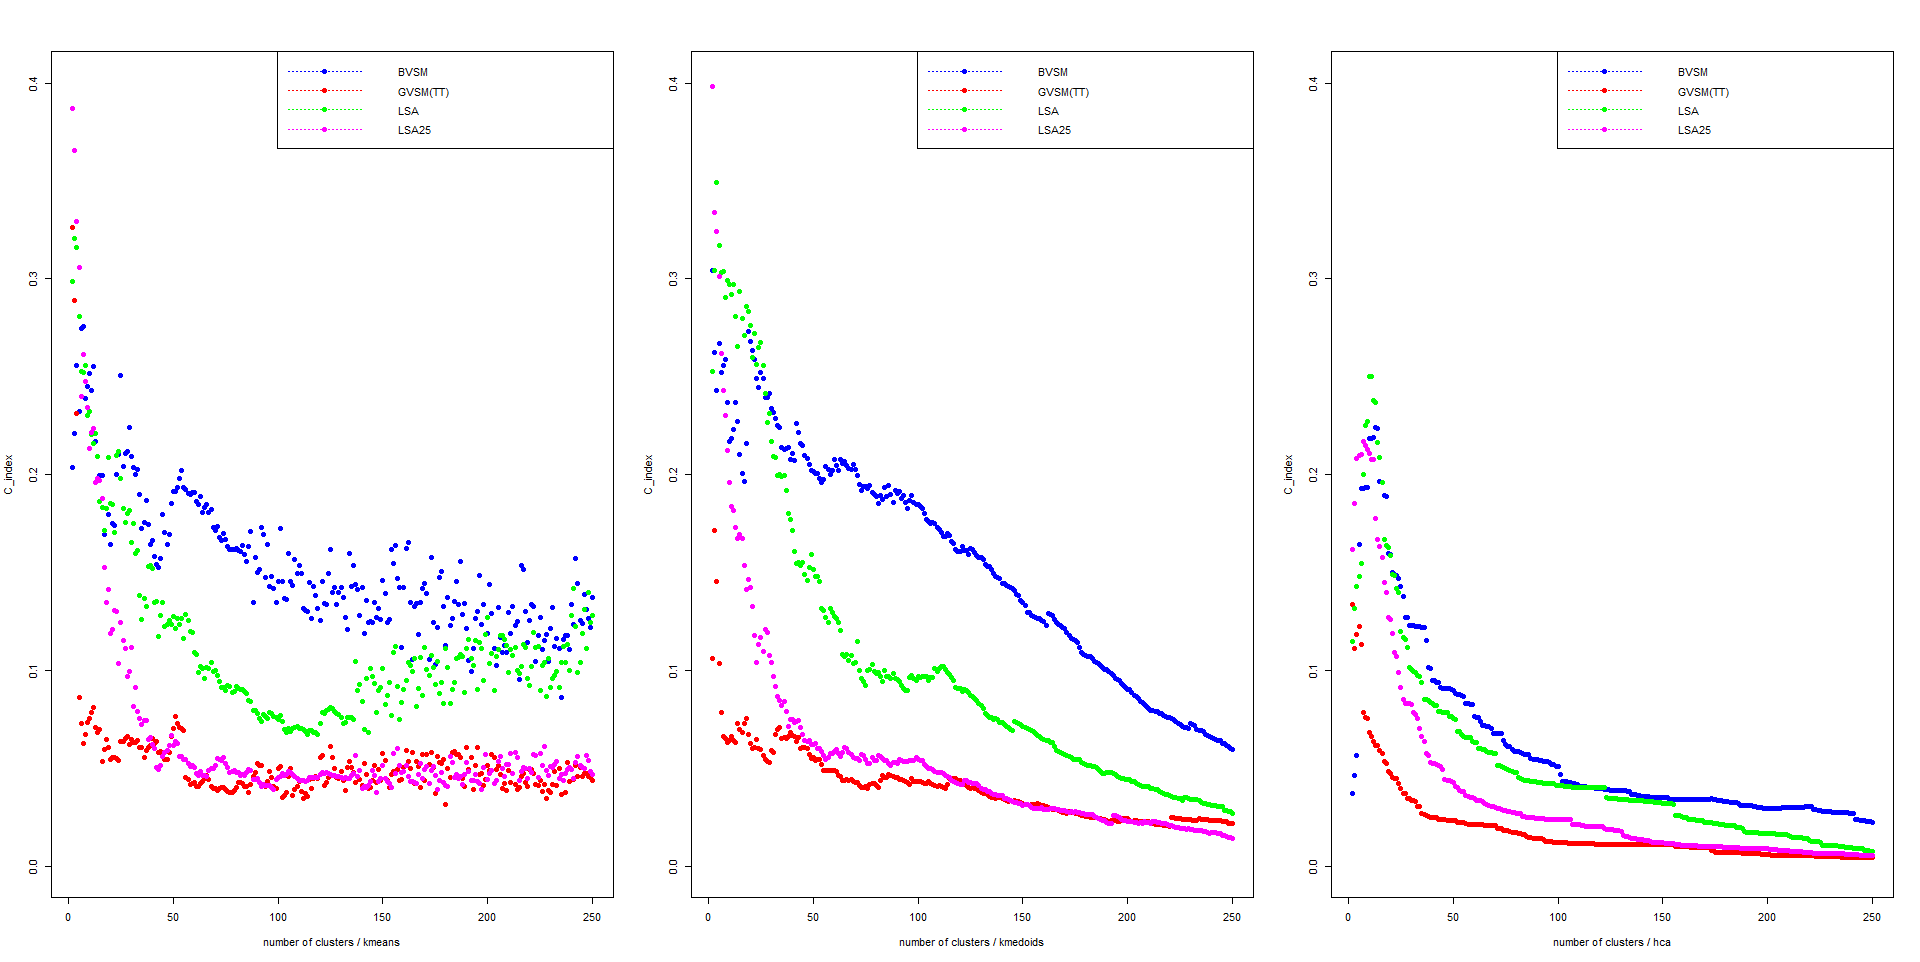 BVSM
GVSM(TT)
LSA
LSA25
C_index
0.4
0.3
0.2
0.1
0.0
0 50 100 150 200 250
number of clusters / kmeans
BVSM
GVSM(TT)
LSA
LSA25
C_index
0.4
0.3
0.2
0.1
0.0
0 50 100 150 200 250
number of clusters / kmedoids
BVSM
GVSM(TT)
LSA
LSA25
C_index
0.4
0.3
0.2
0.1
0.0
0 50 100 150 200 250
number of clusters / hca